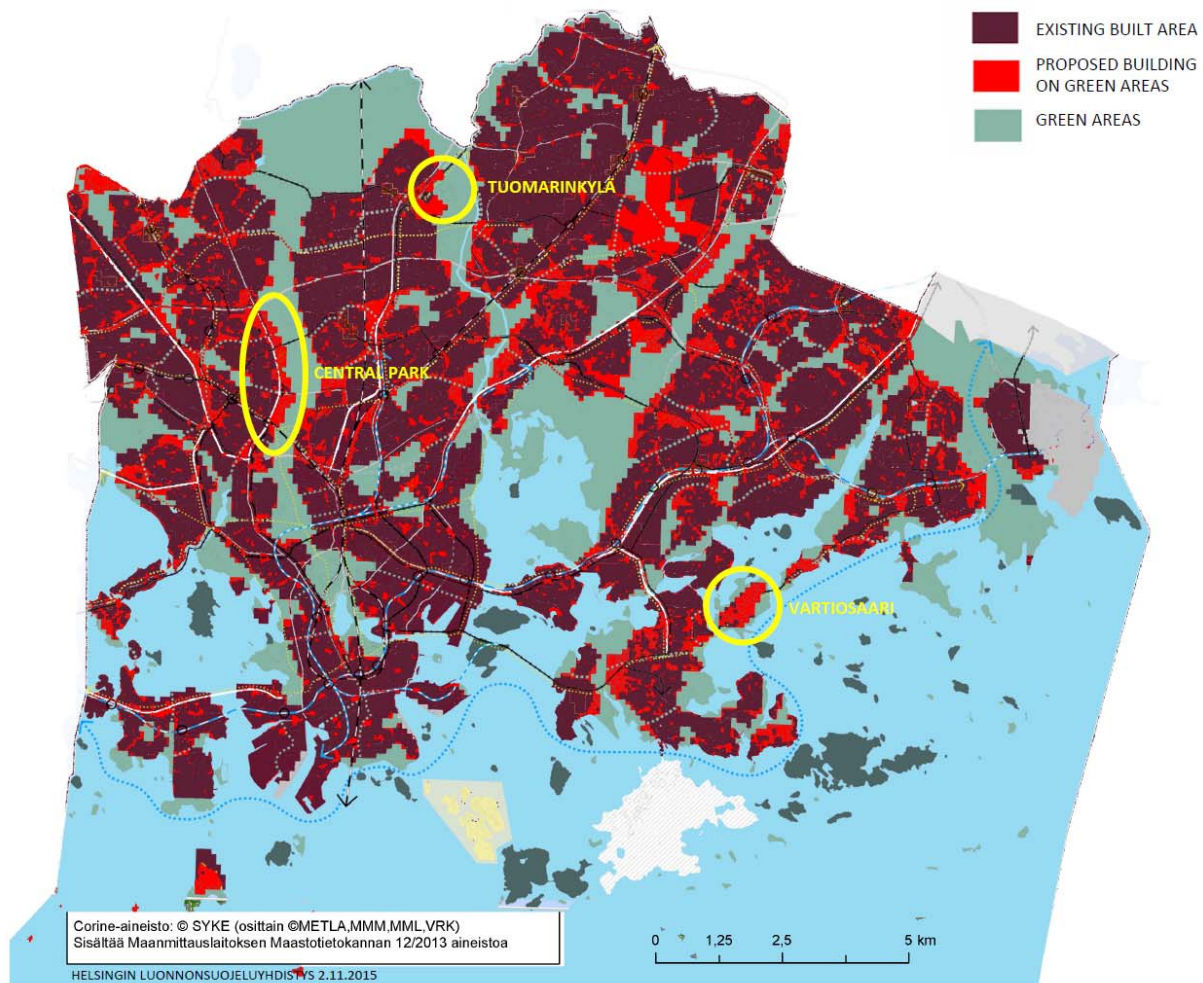 EXISTING BUILT AREA
PROPOSED BUILDING
ON GREEN AREAS
GREEN AREAS
TUOMARINKYLÄ
CENTRAL PARK
VARTIOSAARI
Corine-aineisto: © SYKE (osittain ©METLA,MMM,MML,VRK)
Sisältää Maanmittauslaitoksen Maastotietokannan 12/2013 aineistoa
HELSINGIN LUONNONSUOJELUYHDISTYS 2.11.2015
0 1,25 2,5 5 km